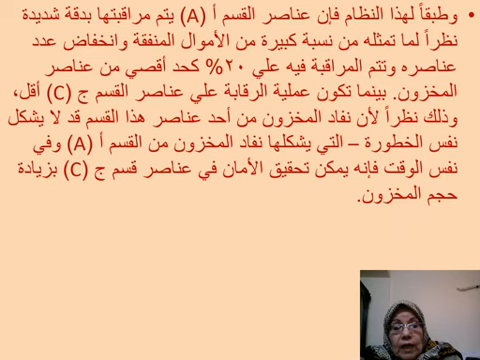 • وطبقاً لهذا النظام فإن عناصر القسم أ (A) يتم مراقبتها بدقة شديدة
نظراً لما تمثله من نسبة كبيرة من الأموال المنفقة وانخفاض عدد
عناصره وتتم المراقبة فيه علي ٢٠% كحد أقصي من عناصر
المخزون. بينما تكون عملية الرقابة علي عناصر القسم ج (C) أقل،
وذلك نظراً لأن نفاد المخزون من أحد عناصر هذا القسم قد لا يشكل
نفس الخطورة – التي يشكلها نفاد المخزون من القسم أ (A) وفي
نفس الوقت فإنه يمكن تحقيق الأمان في عناصر قسم ج (C) بزيادة
حجم المخزون.